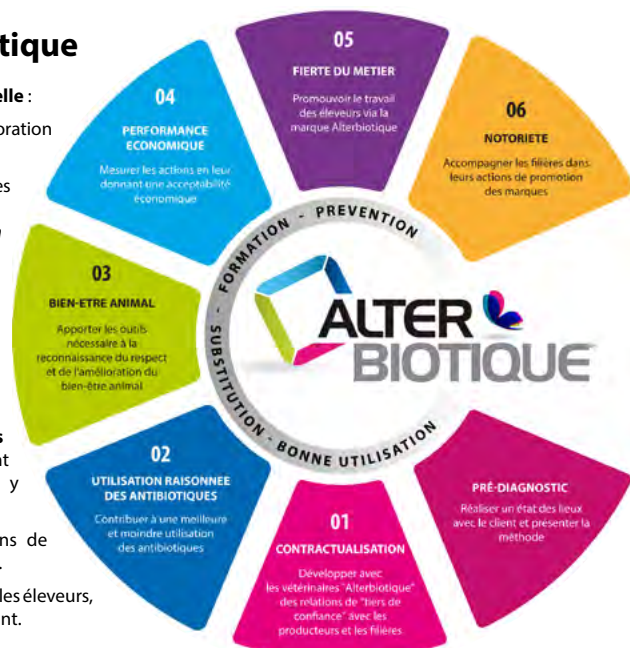 tique
elle :
oration
es
s
nt
y
ns de
.
les éleveurs,
nt.
05
FIERTE DU METIER
Promouvoir le travail
des éleveurs via la
marque Alterbiotique
04
PERFORMANCE
ECONOMIQUE
Mesurer les actions en leur
donnant une acceptabilité
économique
06
NOTORIETE
Accompagner les filières dans
leurs actions de promotion
des marques
03
BIEN-ETRE ANIMAL
Apporter les outils
nécessaire à la
reconnaissance du respect
et de l'amélioration du
bien-être animal
SUBSTITUTION - FORMATION - PREVENTION
- BONNE UTILISATION
ALTER
BIOTIQUE
02
UTILISATION RAISONNEE
DES ANTIBIOTIQUES
Contribuer à une meilleure
et moindre utilisation
des antibiotiques
01
CONTRACTUALISATION
Développer avec
les vétérinaires "Alterbiotique"
des relations de "tiers de
confiance" avec les
producteurs et les filières
PRÉ-DIAGNOSTIC
Réaliser un état des lieux
avec le client et présenter la
méthode